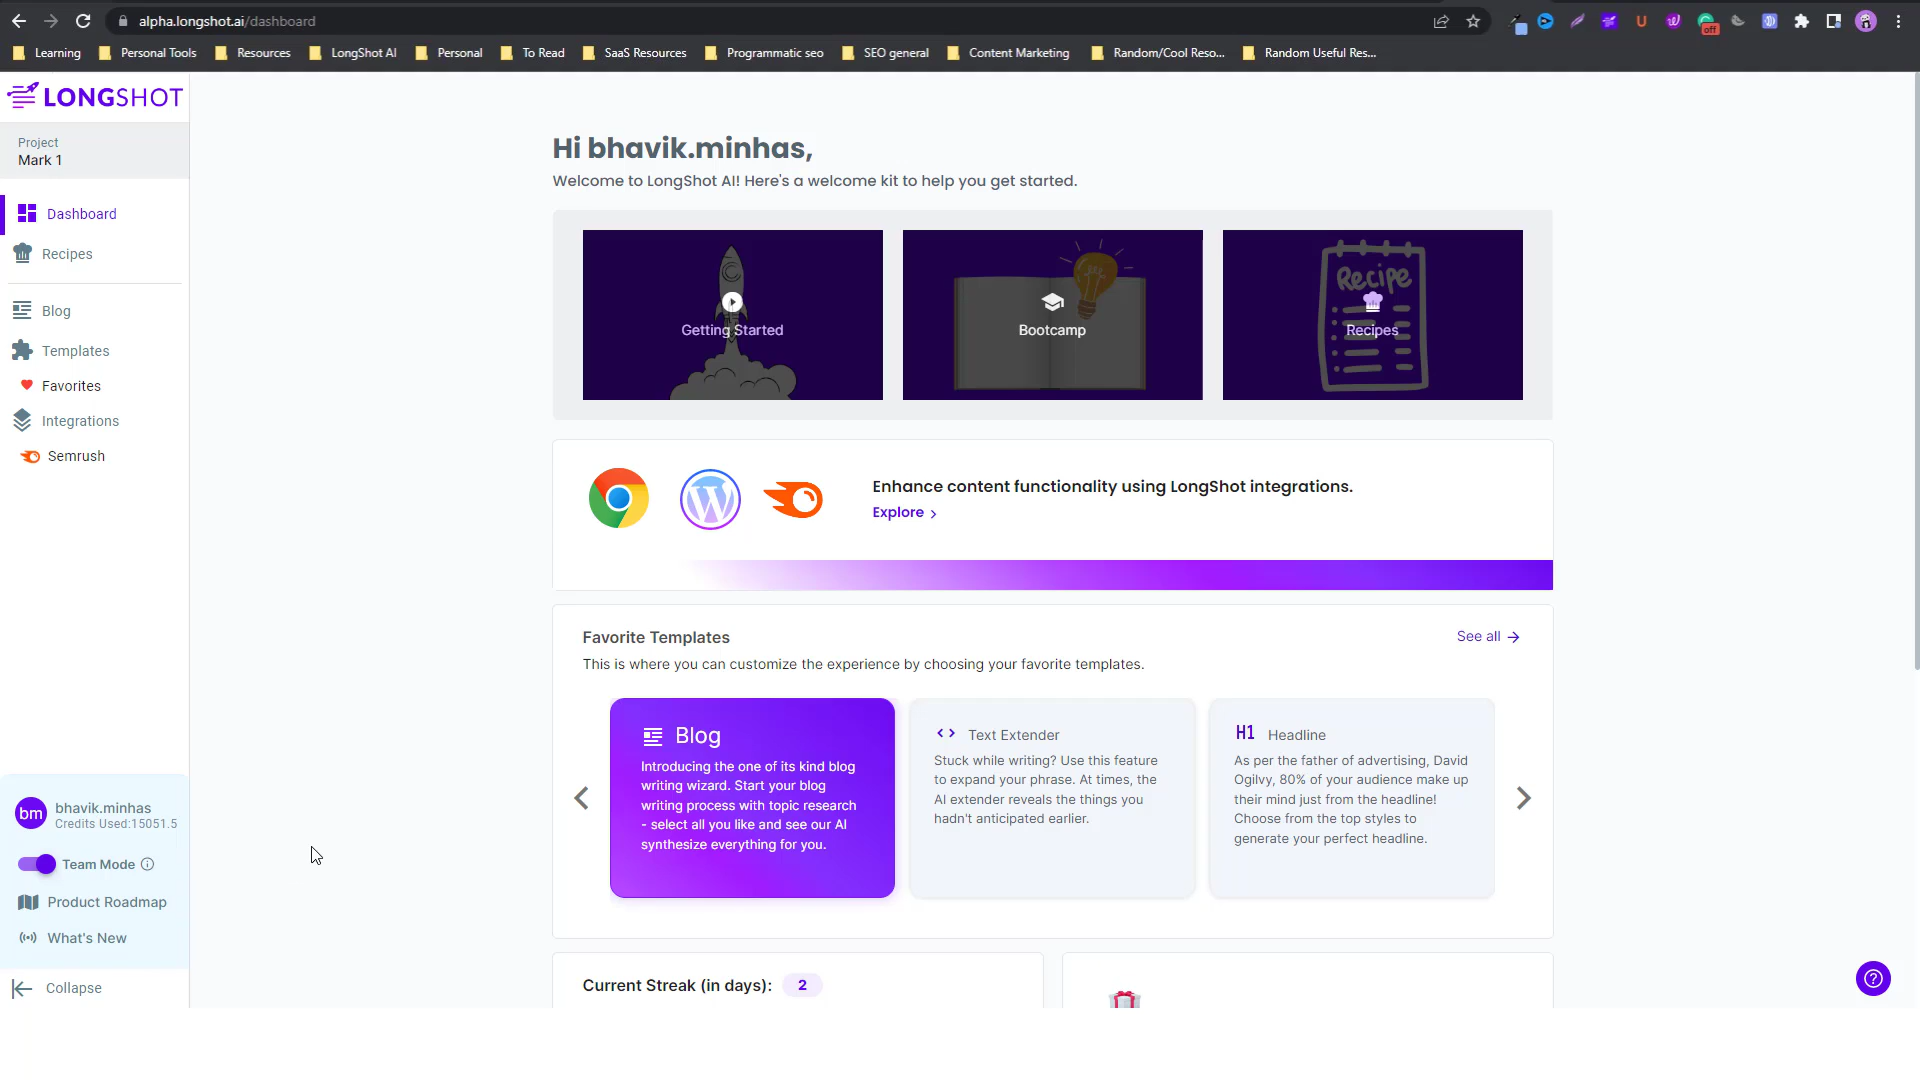 alpha.longshot.ai/dashboard
off
Learning
Personal Tools
Resources
LongShot AI
Personal
To Read
SaaS Resources
Programmatic seo
SEO general
Content Marketing
Random/Cool Reso...
Random Useful Res...
LONGSHOT
Project
Mark 1
Dashboard
Recipes
Blog
Templates
Favorites
Integrations
Semrush
bm
bhavik.minhas
Credits Used:15051.5
Team Mode
Product Roadmap
What's New
Collapse
Hi bhavik.minhas,
Welcome to LongShot AI! Here's a welcome kit to help you get started.
Getting Started
Bootcamp
Recipe
Recipes
Enhance content functionality using LongShot integrations.
Explore
Favorite Templates
See all
This is where you can customize the experience by choosing your favorite templates.
Blog
Introducing the one of its kind blog
writing wizard. Start your blog
writing process with topic research
- select all you like and see our AI
synthesize everything for you.
Text Extender
Stuck while writing? Use this feature
to expand your phrase. At times, the
AI extender reveals the things you
hadn't anticipated earlier.
H1 Headline
As per the father of advertising, David
Ogilvy, 80% of your audience make up
their mind just from the headline!
Choose from the top styles to
generate your perfect headline.
Current Streak (in days): 2